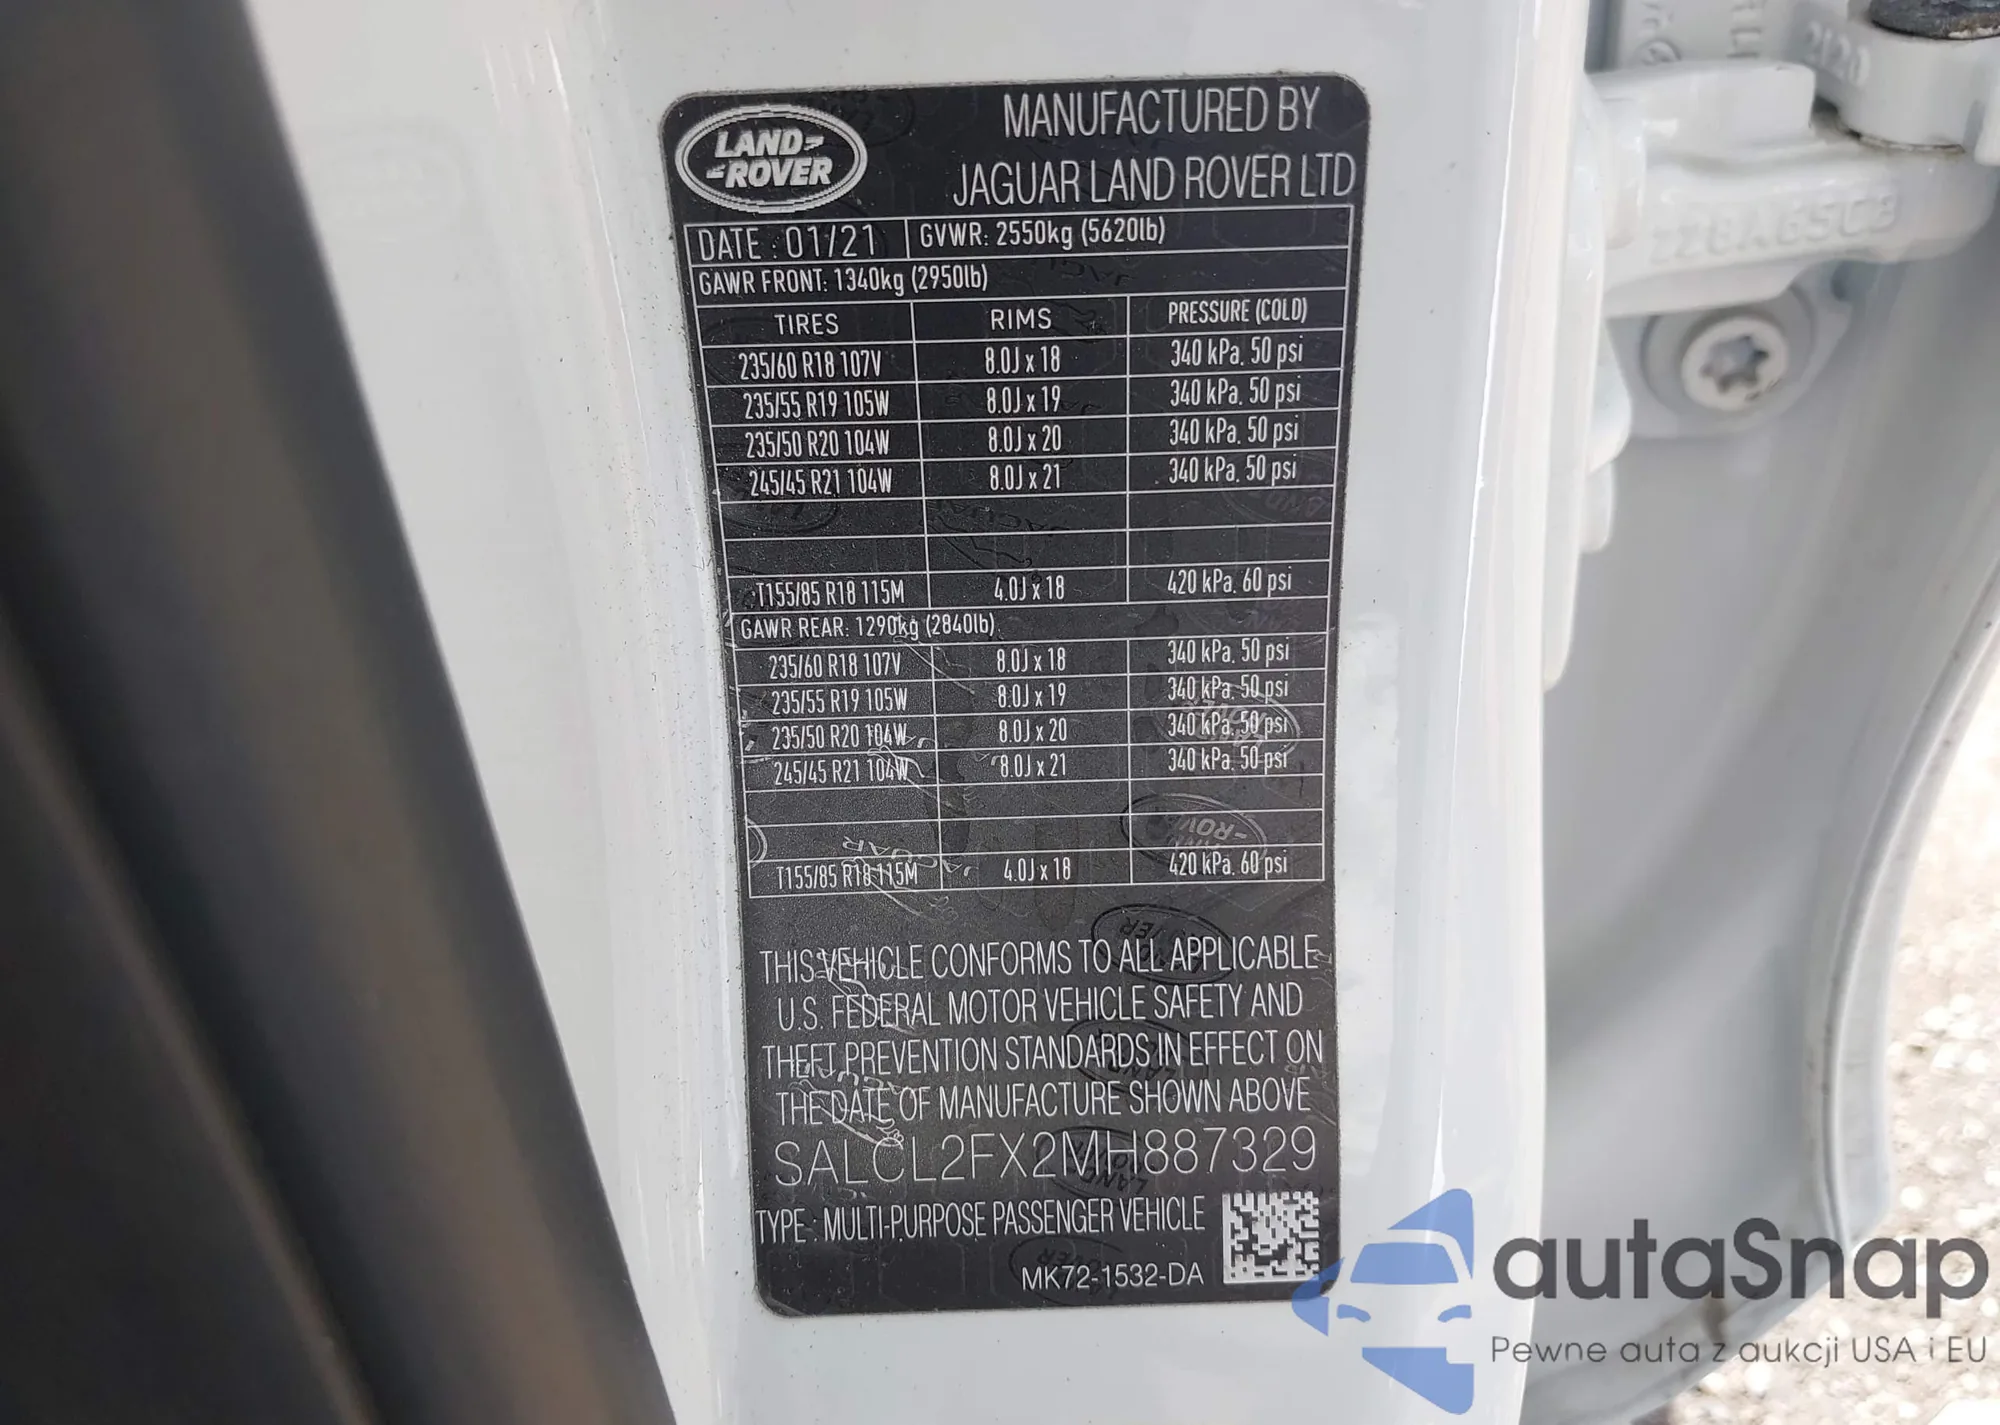 LAND
ROVER
MANUFACTURED BY
JAGUAR LAND ROVER LTD
DATE : 01/21 GVWR: 2550kg (5620lb)
GAWR FRONT: 1340kg (2950lb)
TIRES RIMS PRESSURE (COLD)
235/60 R18 107V 8.0J x 18 340 kPa. 50 psi
235/55 R19 105W 8.0J x 19 340 kPa. 50 psi
235/50 R20 104W 8.0J x 20 340 kPa. 50 psi
245/45 R21 104W 8.0J x 21 340 kPa. 50 psi
T155/85 R18 115M 4.0J x 18 420 kPa. 60 psi
GAWR REAR: 1290kg (2840lb)
235/60 R18 107V 8.0J x 18 340 kPa. 50 psi
235/55 R19 105W 8.0J x 19 340 kPa. 50 psi
235/50 R20 104W 8.0J x 20 340 kPa. 50 psi
245/45 R21 104W 8.0J x 21 340 kPa. 50 psi
T155/85 R18 115M 4.0J x 18 420 kPa. 60 psi
THIS VEHICLE CONFORMS TO ALL APPLICABLE
U.S. FEDERAL MOTOR VEHICLE SAFETY AND
THEFT PREVENTION STANDARDS IN EFFECT ON
THE DATE OF MANUFACTURE SHOWN ABOVE
SALCL2FX2MH887329
TYPE : MULTI-PURPOSE PASSENGER VEHICLE
MK72-1532-DA
autaSnap
Pewne auta z aukcji USA i EU